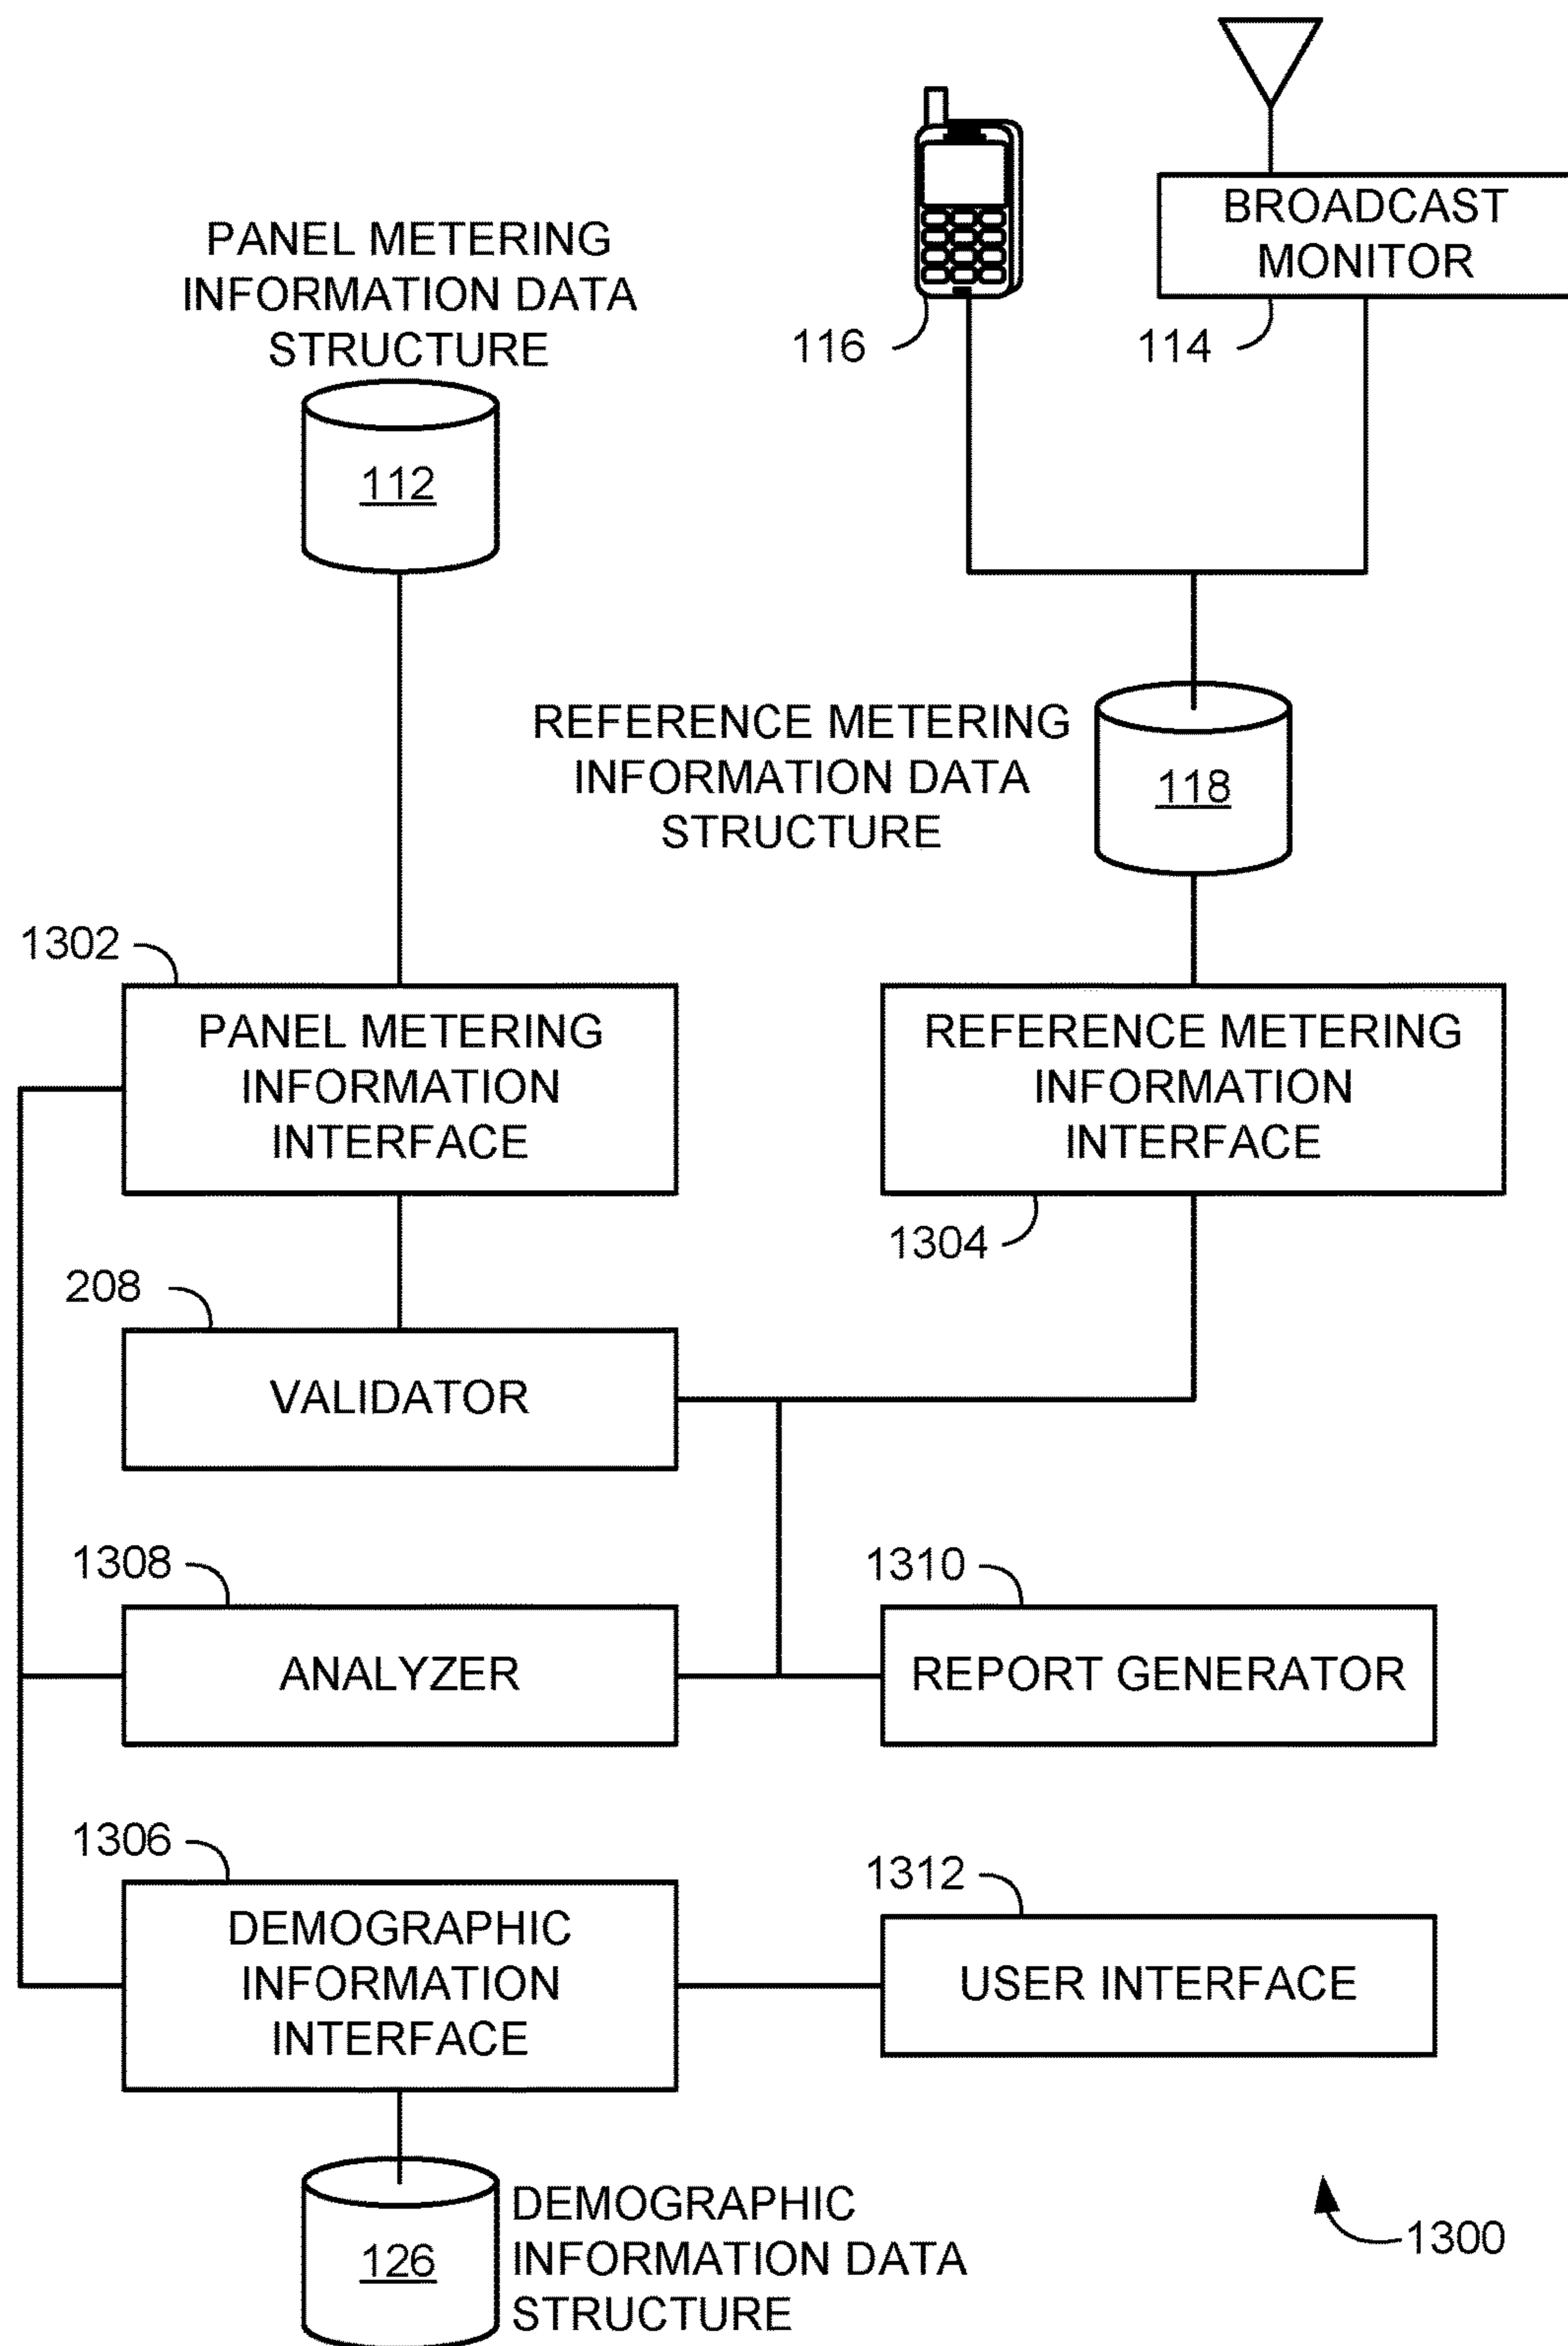 BROADCAST
MONITOR
116
114
PANEL METERING
INFORMATION DATA
STRUCTURE
112
REFERENCE METERING
INFORMATION DATA
STRUCTURE
118
1302
PANEL METERING
INFORMATION
INTERFACE
REFERENCE METERING
INFORMATION
INTERFACE
1304
208
VALIDATOR
1308
ANALYZER
1310
REPORT GENERATOR
1306
DEMOGRAPHIC
INFORMATION
INTERFACE
1312
USER INTERFACE
126
DEMOGRAPHIC
INFORMATION DATA
STRUCTURE
1300